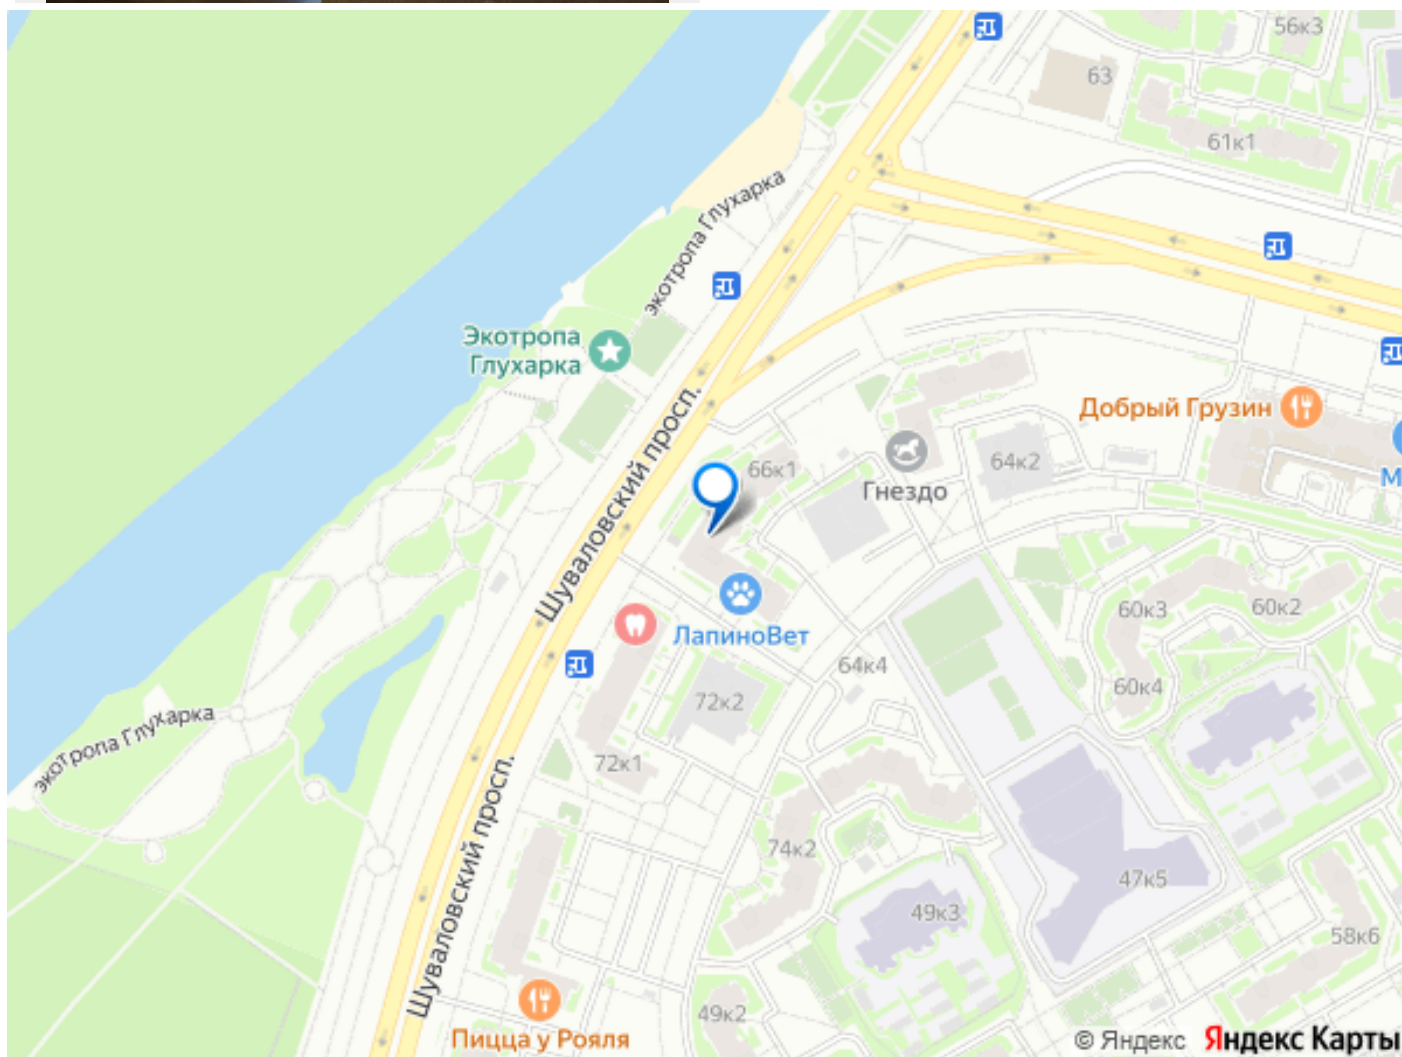 56к3
63
61к1
экотропа Глухарка
Экотропа
Глухарка
Добрый Грузин
66к1
64к2
Гнездо
М
Шуваловский просп.
60к3
60к2
ЛапиноВет
64к4
60к4
72к2
экотропа Глухарка
72к1
Шуваловский просп.
74к2
47к5
49к3
58к6
49к2
Пицца у Рояля
© Яндекс Яндекс Карты